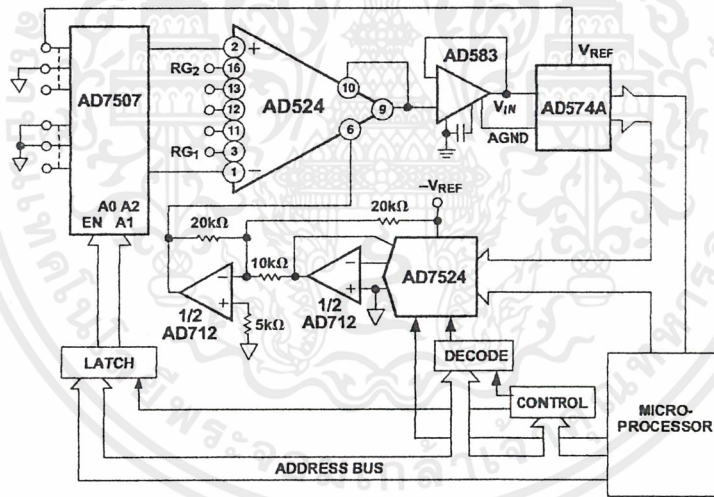 AD7507
A0 A2
EN A1
2
+
RG2
16
13
12
11
RG1
3
1
−
AD524
10
9
6
AD583
VIN
VREF
AD574A
AGND
20kΩ
20kΩ
−VREF
10kΩ
−
+
1/2
AD712
5kΩ
−
+
1/2
AD712
AD7524
LATCH
DECODE
CONTROL
MICRO-
PROCESSOR
ADDRESS BUS